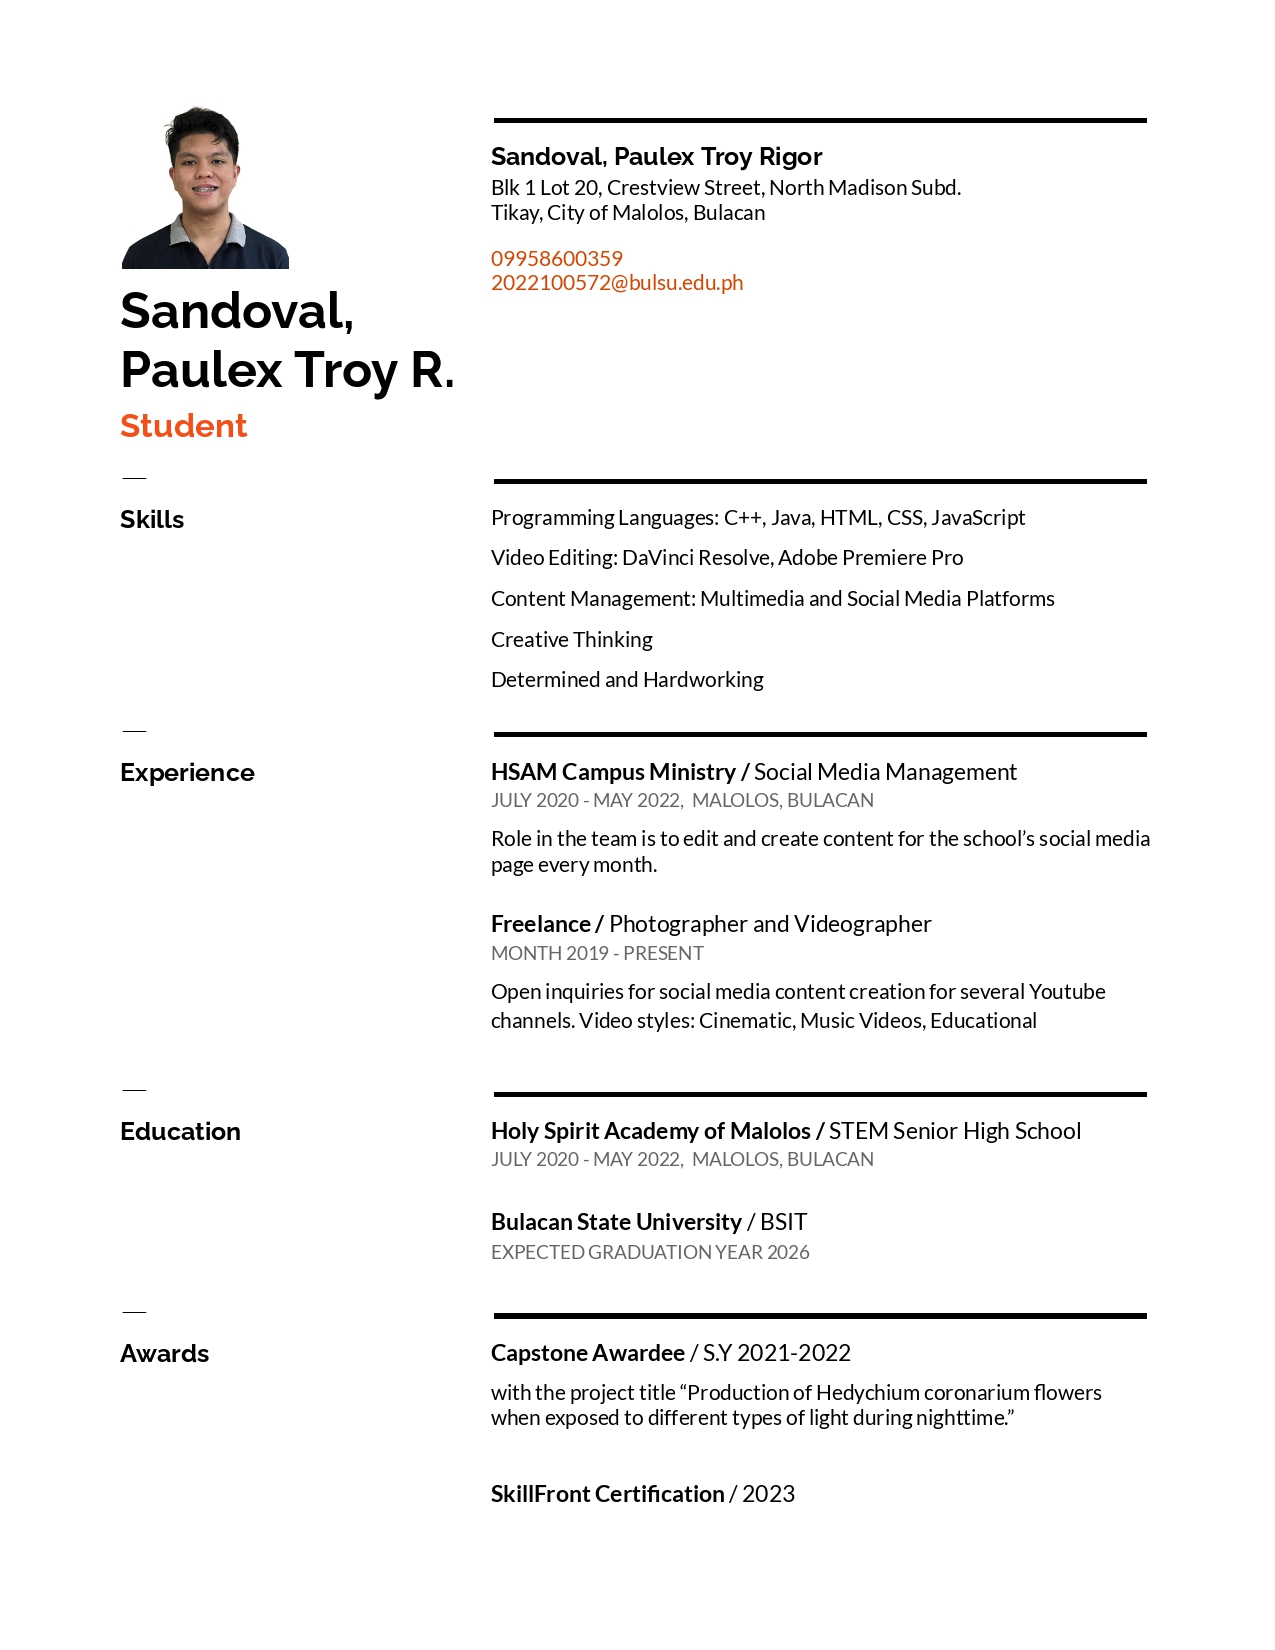 Sandoval,
Paulex Troy R.
Student
Sandoval, Paulex Troy Rigor
Blk 1 Lot 20, Crestview Street, North Madison Subd.
Tikay, City of Malolos, Bulacan
09958600359
2022100572@bulsu.edu.ph
Skills
Programming Languages: C++, Java, HTML, CSS, JavaScript
Video Editing: DaVinci Resolve, Adobe Premiere Pro
Content Management: Multimedia and Social Media Platforms
Creative Thinking
Determined and Hardworking
Experience
HSAM Campus Ministry / Social Media Management
JULY 2020 - MAY 2022, MALOLOS, BULACAN
Role in the team is to edit and create content for the school’s social media
page every month.
Freelance / Photographer and Videographer
MONTH 2019 - PRESENT
Open inquiries for social media content creation for several Youtube
channels. Video styles: Cinematic, Music Videos, Educational
Education
Holy Spirit Academy of Malolos / STEM Senior High School
JULY 2020 - MAY 2022, MALOLOS, BULACAN
Bulacan State University / BSIT
EXPECTED GRADUATION YEAR 2026
Awards
Capstone Awardee / S.Y 2021-2022
with the project title “Production of Hedychium coronarium flowers
when exposed to different types of light during nighttime.”
SkillFront Certification / 2023